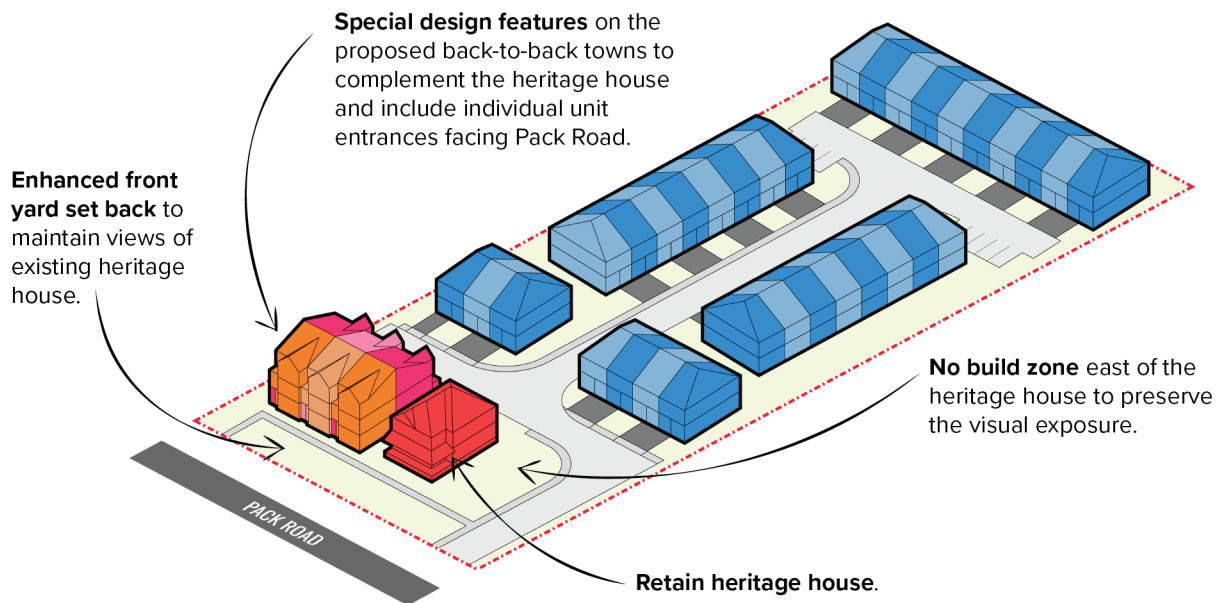 Special design features on the
proposed back-to-back towns to
complement the heritage house
and include individual unit
entrances facing Pack Road.
Enhanced front
yard set back to
maintain views of
existing heritage
house.
No build zone east of the
heritage house to preserve
the visual exposure.
PACK ROAD
Retain heritage house.